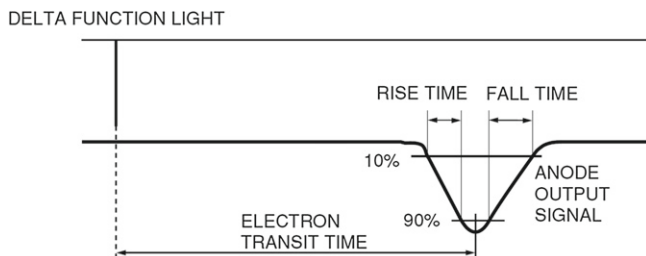 DELTA FUNCTION LIGHT
RISE TIME
FALL TIME
10%
ANODE
OUTPUT
SIGNAL
90%
ELECTRON
TRANSIT TIME